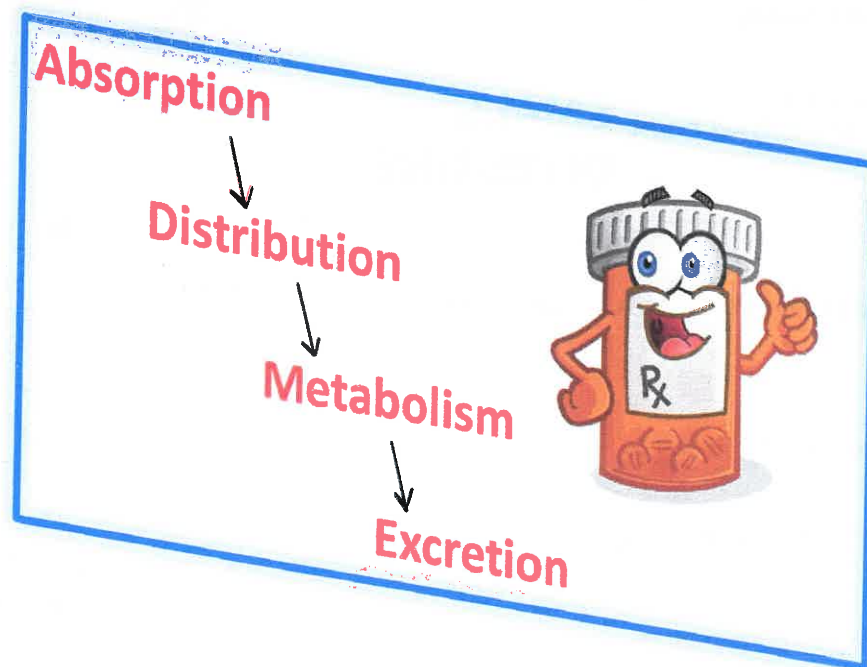 Absorption
Distribution
Metabolism
Rx
Excretion